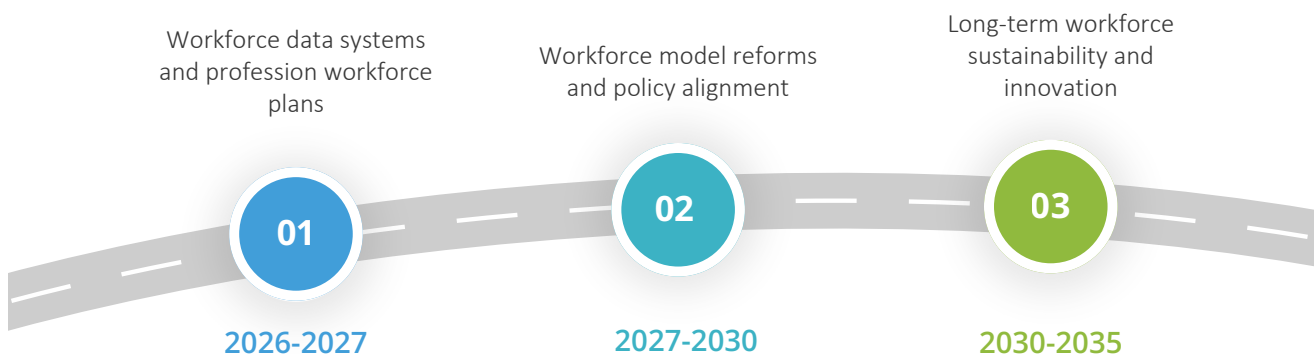 Workforce data systems
and profession workforce
plans
01
2026-2027
Workforce model reforms
and policy alignment
02
2027-2030
Long-term workforce
sustainability and
innovation
03
2030-2035